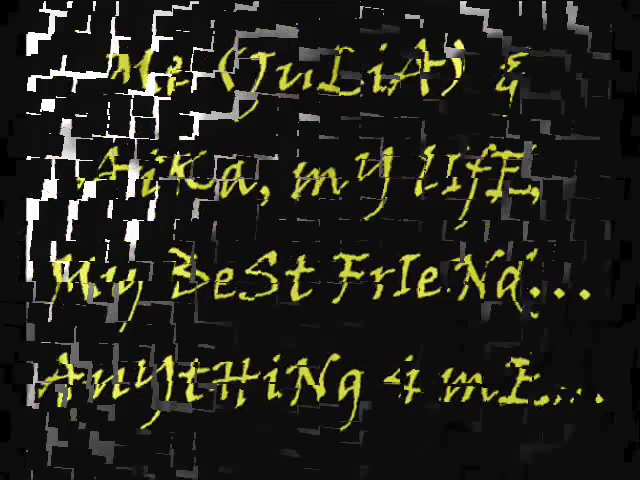 Me (JuLiA) &
AiKa, mY lIfE,
My BeSt FrIeNd...
AnYtHiNg 4 mE....